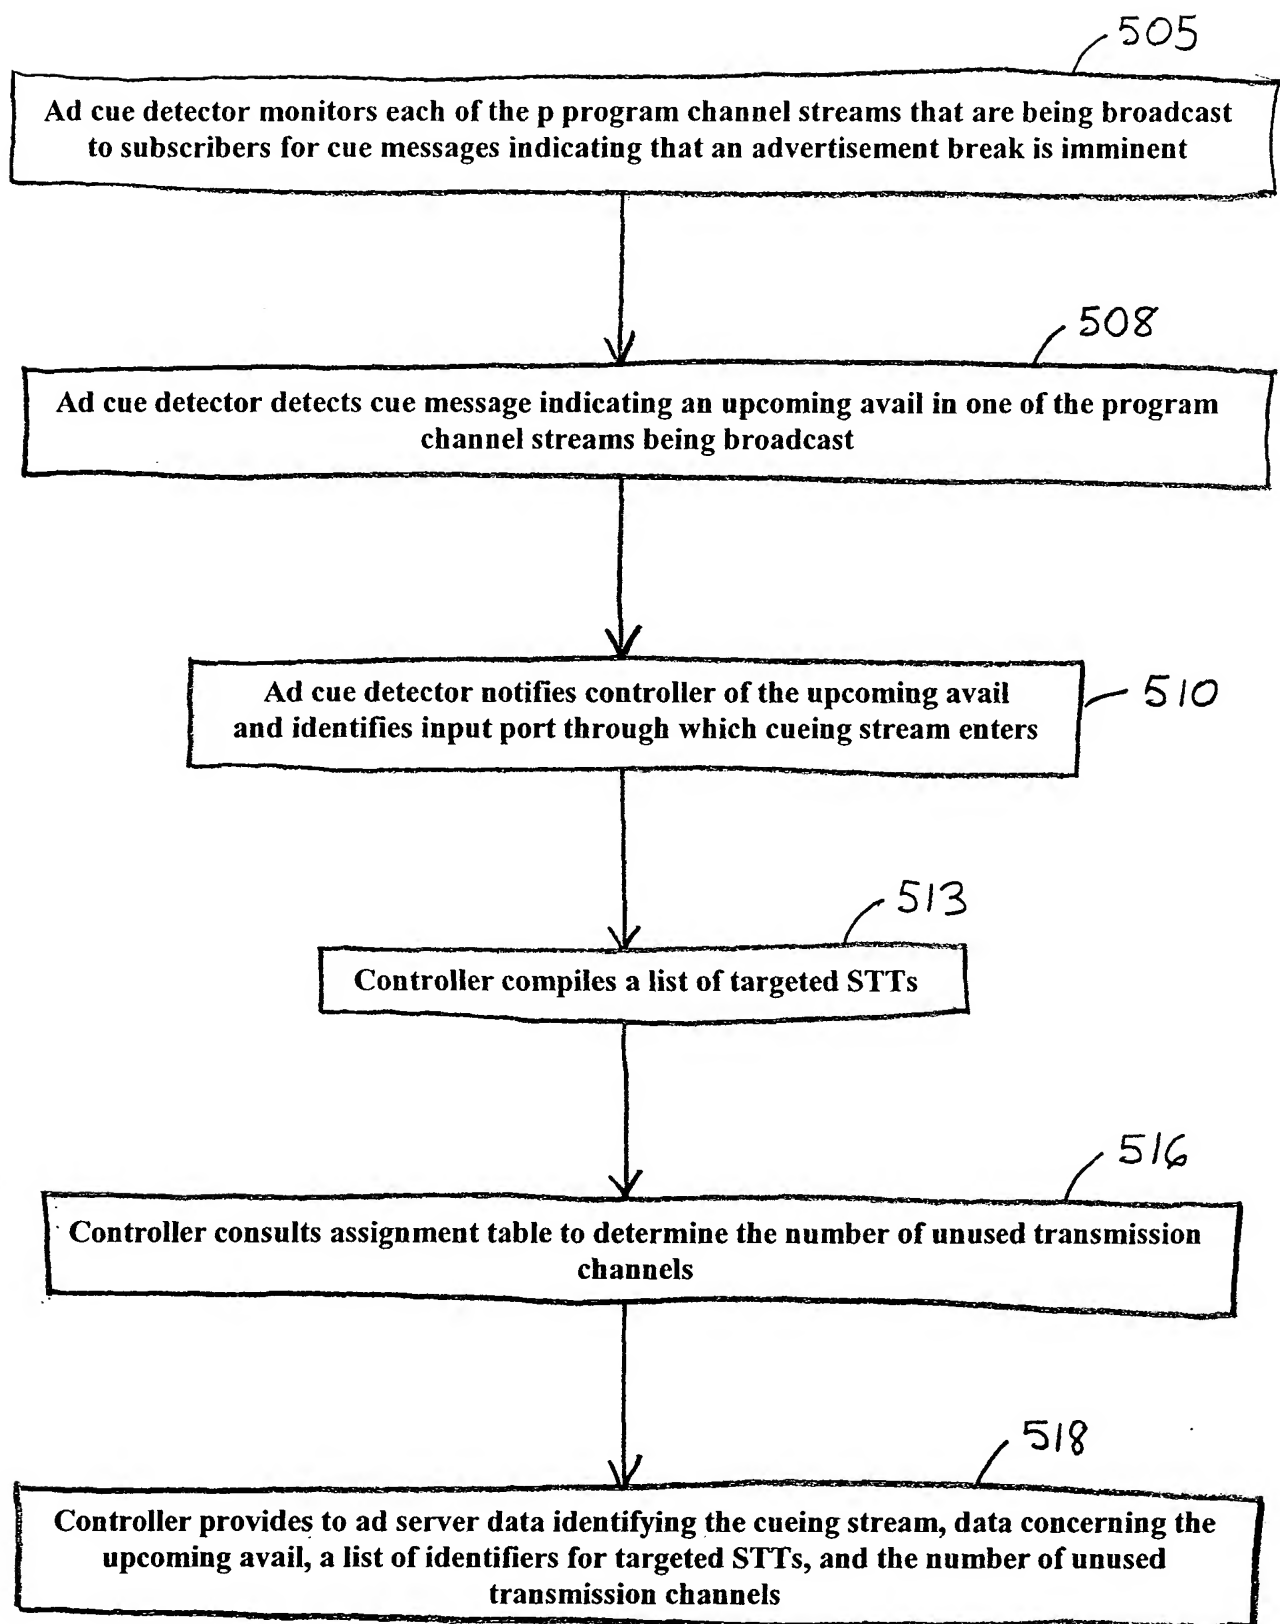 505
Ad cue detector monitors each of the p program channel streams that are being broadcast
to subscribers for cue messages indicating that an advertisement break is imminent
508
Ad cue detector detects cue message indicating an upcoming avail in one of the program
channel streams being broadcast
Ad cue detector notifies controller of the upcoming avail
and identifies input port through which cueing stream enters
510
513
Controller compiles a list of targeted STTs
516
Controller consults assignment table to determine the number of unused transmission
channels
518
Controller provides to ad server data identifying the cueing stream, data concerning the
upcoming avail, a list of identifiers for targeted STTs, and the number of unused
transmission channels